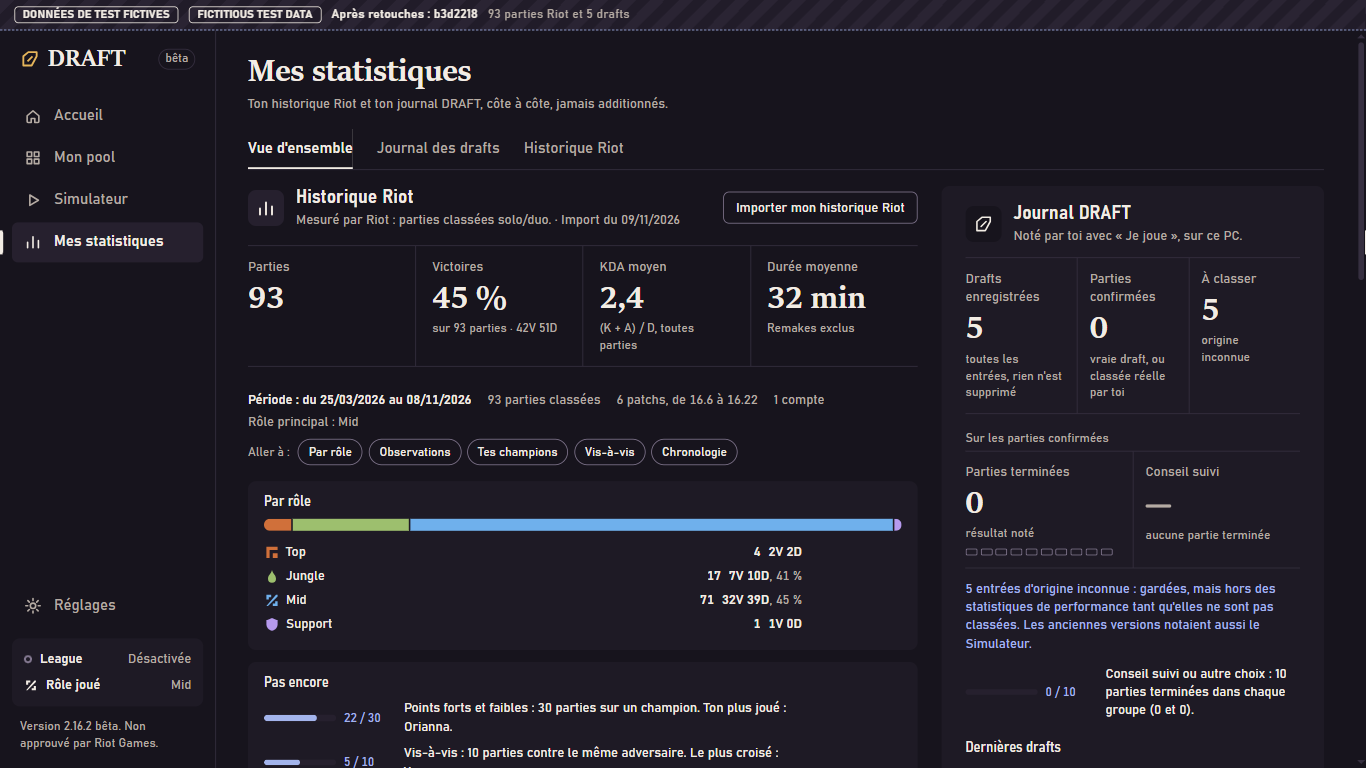 DONNÉES DE TEST FICTIVES FICTITIOUS TEST DATA Après retouches : b3d2218 93 parties Riot et 5 drafts
DRAFT bêta
Accueil
Mon pool
Simulateur
Mes statistiques
Réglages
League Désactivée
Rôle joué Mid
Version 2.16.2 bêta. Non
approuvé par Riot Games.
Mes statistiques
Ton historique Riot et ton journal DRAFT, côte à côte, jamais additionnés.
Vue d'ensemble Journal des drafts Historique Riot
Historique Riot
Mesuré par Riot : parties classées solo/duo. · Import du 09/11/2026
Importer mon historique Riot
Parties
93
Victoires
45 %
sur 93 parties · 42V 51D
KDA moyen
2,4
(K + A) / D, toutes
parties
Durée moyenne
32 min
Remakes exclus
Période : du 25/03/2026 au 08/11/2026 93 parties classées 6 patchs, de 16.6 à 16.22 1 compte
Rôle principal : Mid
Aller à : Par rôle Observations Tes champions Vis-à-vis Chronologie
Par rôle
Top 4 2V 2D
Jungle 17 7V 10D, 41 %
Mid 71 32V 39D, 45 %
Support 1 1V 0D
Pas encore
22 / 30
Points forts et faibles : 30 parties sur un champion. Ton plus joué :
Orianna.
5 / 10
Vis-à-vis : 10 parties contre le même adversaire. Le plus croisé :
Journal DRAFT
Noté par toi avec « Je joue », sur ce PC.
Drafts
enregistrées
5
toutes les
entrées, rien n'est
supprimé
Parties
confirmées
0
vraie draft, ou
classée réelle
par toi
À classer
5
origine
inconnue
Sur les parties confirmées
Parties terminées
0
résultat noté
Conseil suivi
—
aucune partie terminée
5 entrées d'origine inconnue : gardées, mais hors des
statistiques de performance tant qu'elles ne sont pas
classées. Les anciennes versions notaient aussi le
Simulateur.
0 / 10
Conseil suivi ou autre choix : 10
parties terminées dans chaque
groupe (0 et 0).
Dernières drafts